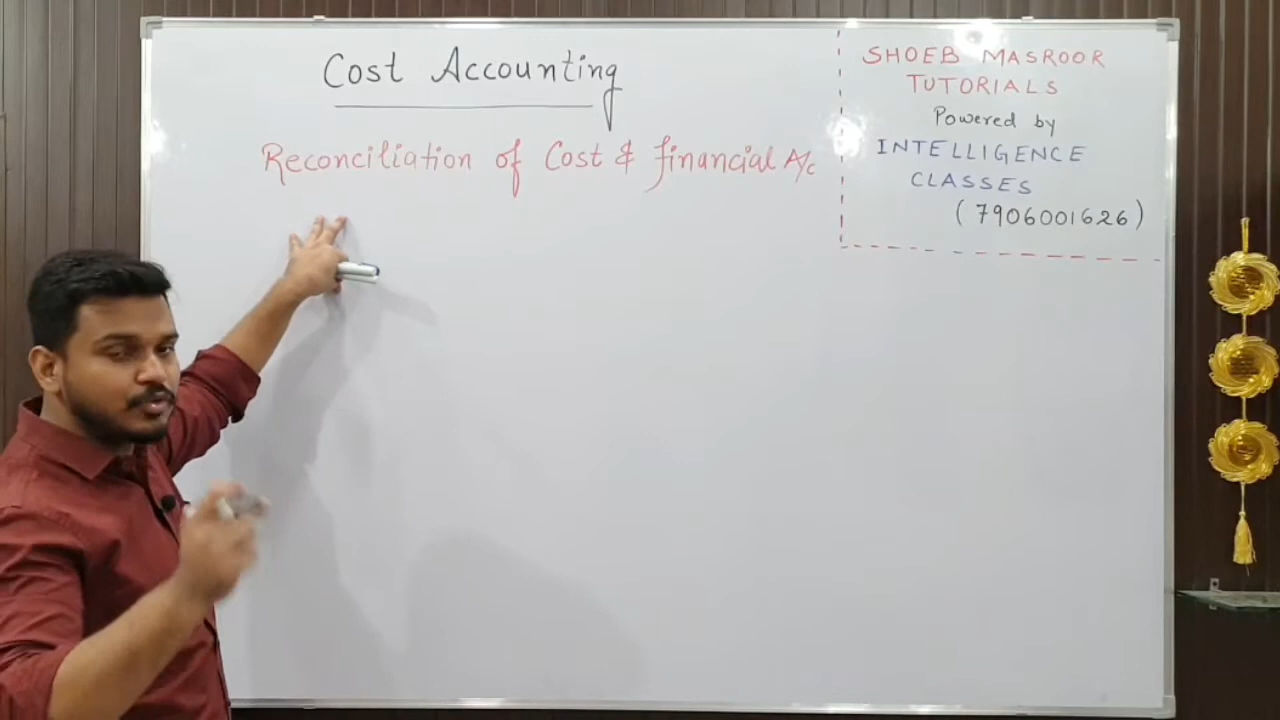 Cost Accounting
Reconciliation of Cost & financial A/c
SHOEB MASROOR
TUTORIALS
Powered by
INTELLIGENCE
CLASSES
(7906001626)